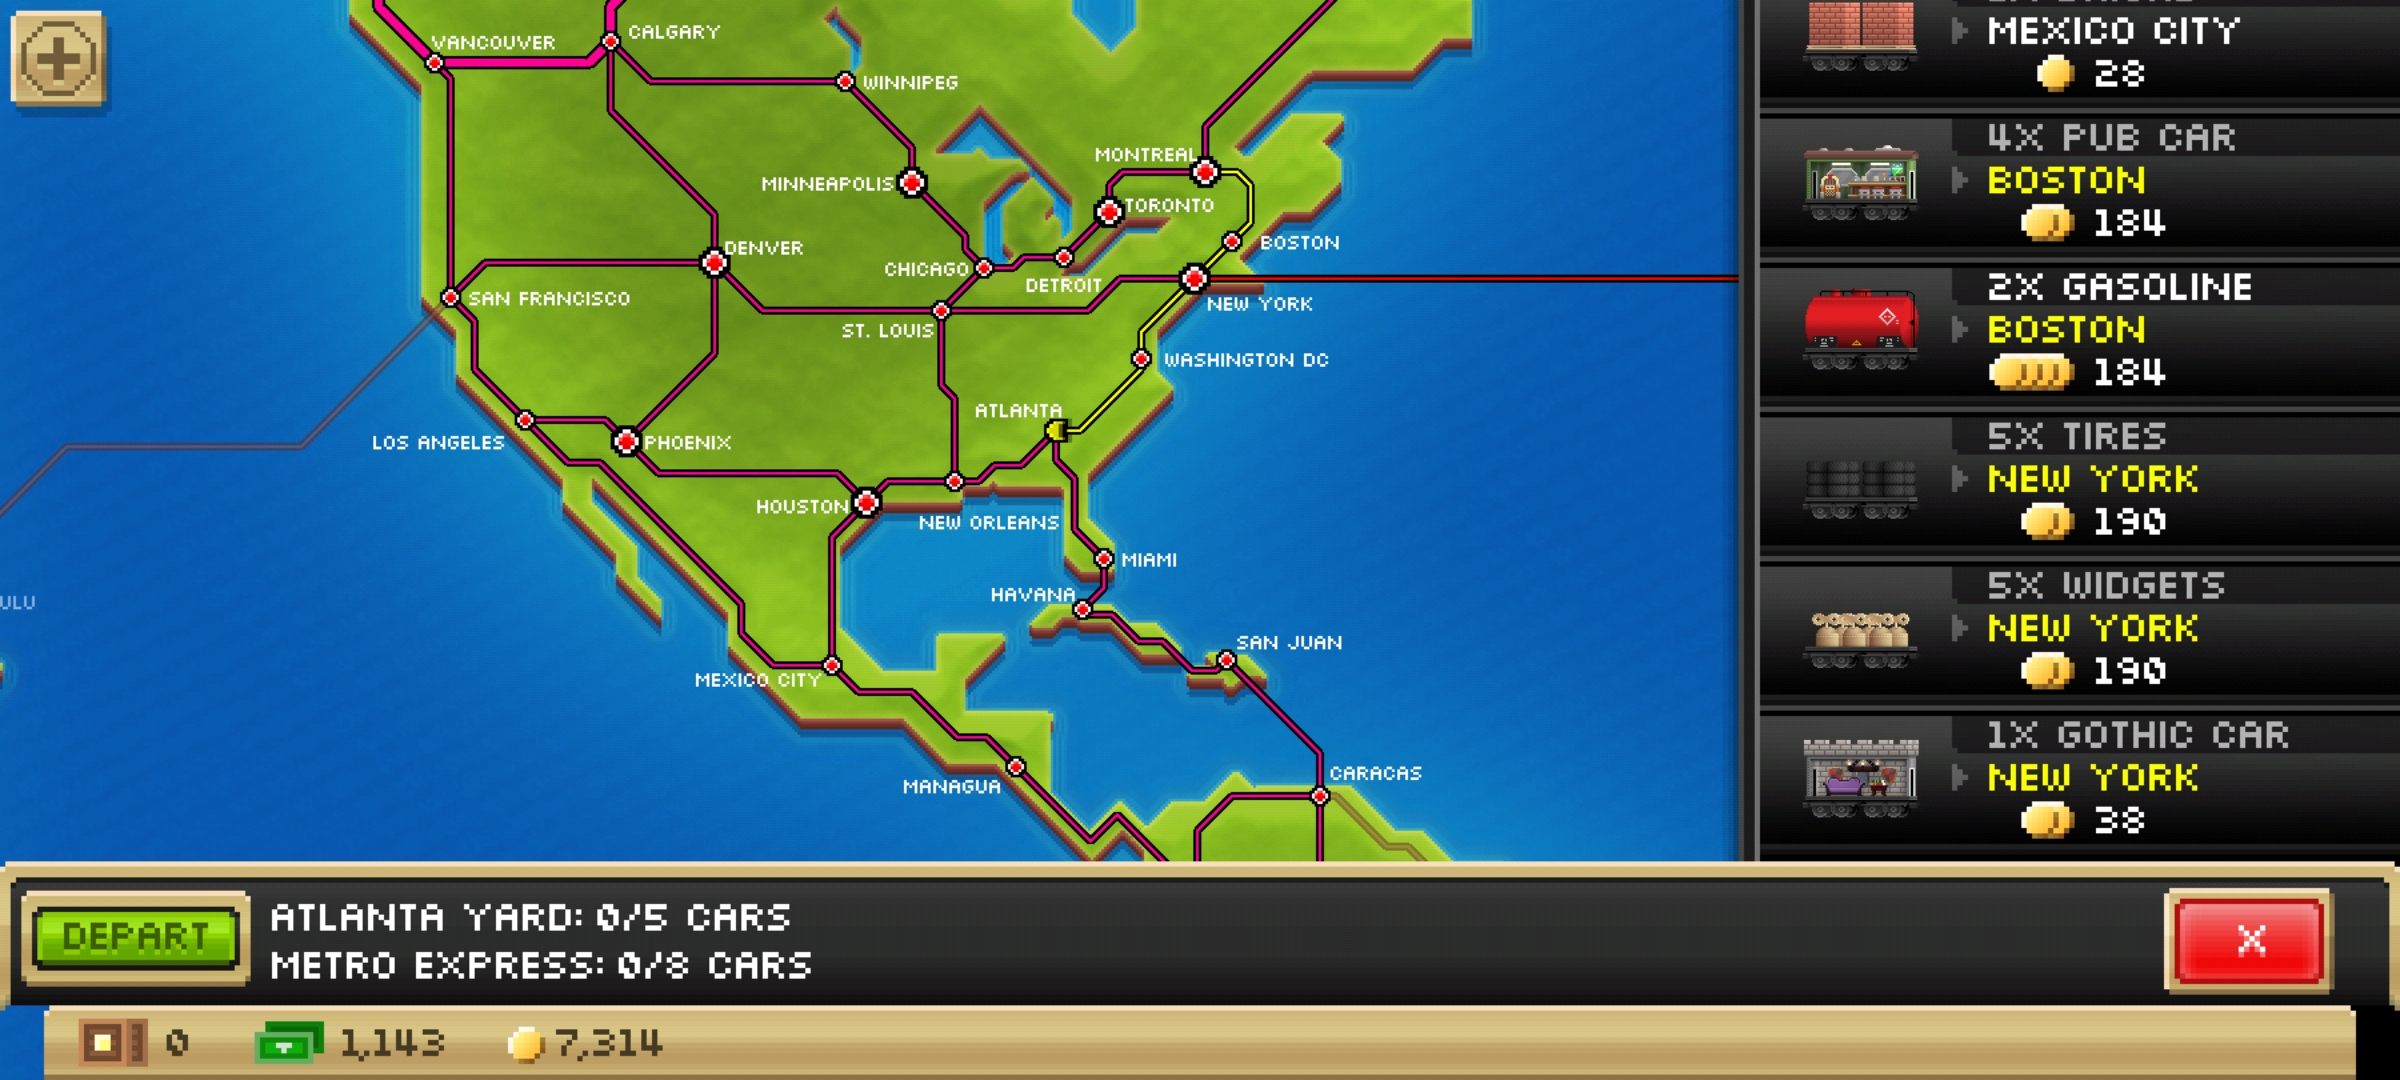 VANCOUVER
CALGARY
WINNIPEG
MINNEAPOLIS
MONTREAL
TORONTO
DENVER
CHICAGO
BOSTON
DETROIT
SAN FRANCISCO
NEW YORK
ST. LOUIS
WASHINGTON DC
ATLANTA
LOS ANGELES
PHOENIX
HOUSTON
NEW ORLEANS
MIAMI
HAVANA
ULU
SAN JUAN
MEXICO CITY
CARACAS
MANAGUA
MEXICO CITY
28
4X PUB CAR
BOSTON
184
2X GASOLINE
BOSTON
184
5X TIRES
NEW YORK
190
5X WIDGETS
NEW YORK
190
1X GOTHIC CAR
NEW YORK
38
DEPART
ATLANTA YARD: 0/5 CARS
METRO EXPRESS: 0/8 CARS
X
0
1,143
7,314